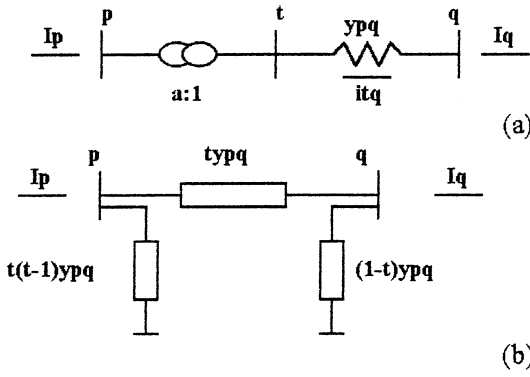 p t ypq q
Ip Iq
a:1 itq
(a)
p typq q
Ip Iq
t(t-1)ypq (1-t)ypq
(b)